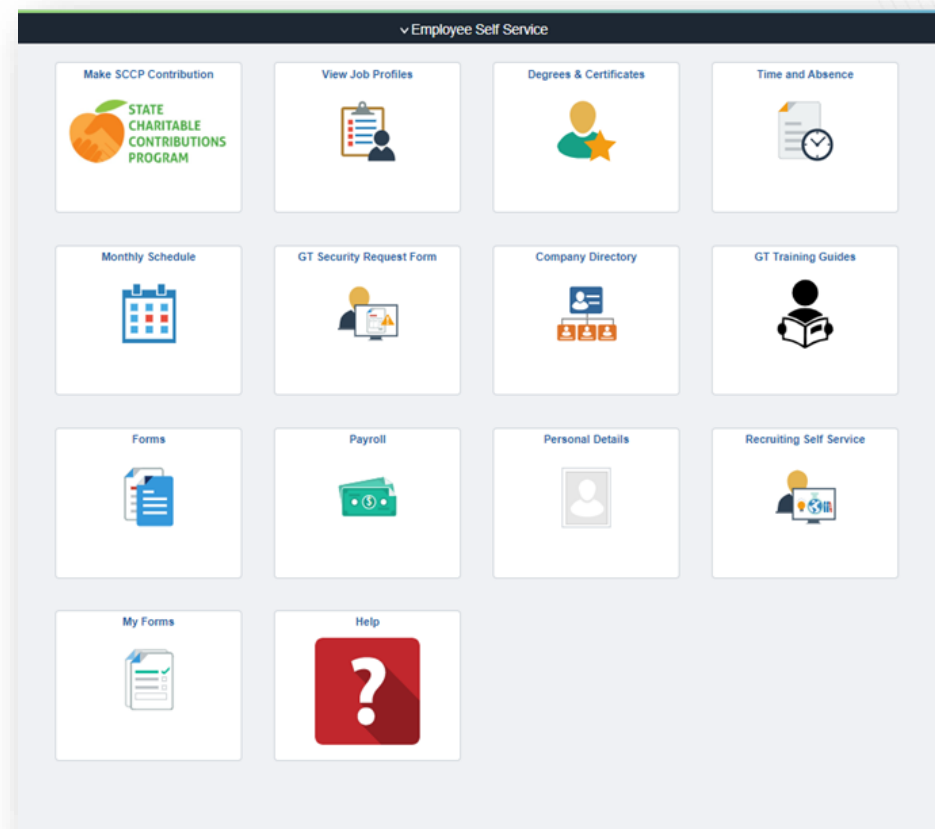 Employee Self Service
Make SCCP Contribution
View Job Profiles
Degrees & Certificates
Time and Absence
STATE
CHARITABLE
CONTRIBUTIONS
PROGRAM
Monthly Schedule
GT Security Request Form
Company Directory
GT Training Guides
Forms
Payroll
$
Personal Details
Recruiting Self Service
My Forms
Help
?